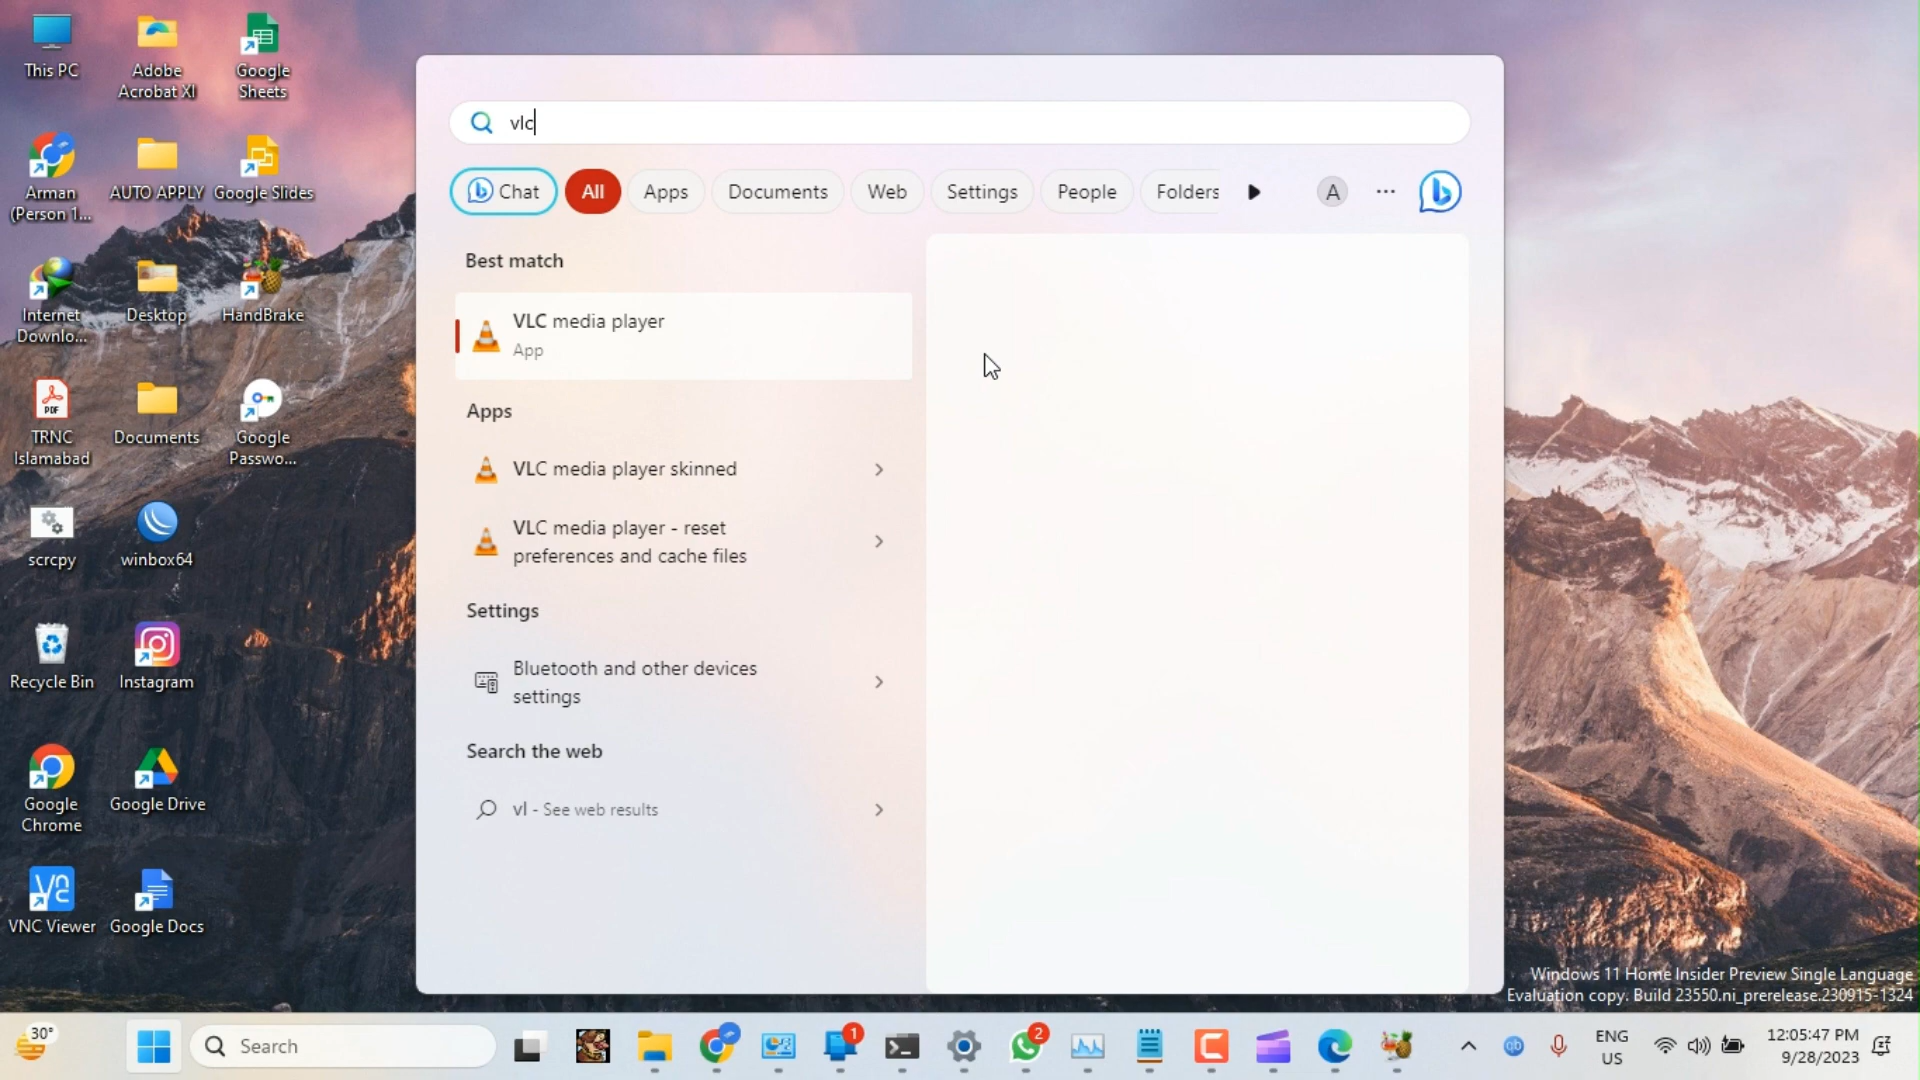 This PC
Adobe
Acrobat XI
Google
Sheets
Arman
(Person 1...
AUTO APPLY
Google Slides
Internet
Downlo...
Desktop
HandBrake
TRNC
Islamabad
Documents
Google
Passwo...
scrcpy
winbox64
Recycle Bin
Instagram
Google
Chrome
Google Drive
VNC Viewer
Google Docs
vlc
Chat
All
Apps
Documents
Web
Settings
People
Folders
A
Best match
VLC media player
App
Apps
VLC media player skinned
VLC media player - reset
preferences and cache files
Settings
Bluetooth and other devices
settings
Search the web
vl - See web results
Windows 11 Home Insider Preview Single Language
Evaluation copy. Build 23550.ni_prerelease.230915-1324
30°
Search
1
2
ENG
US
12:05:47 PM
9/28/2023